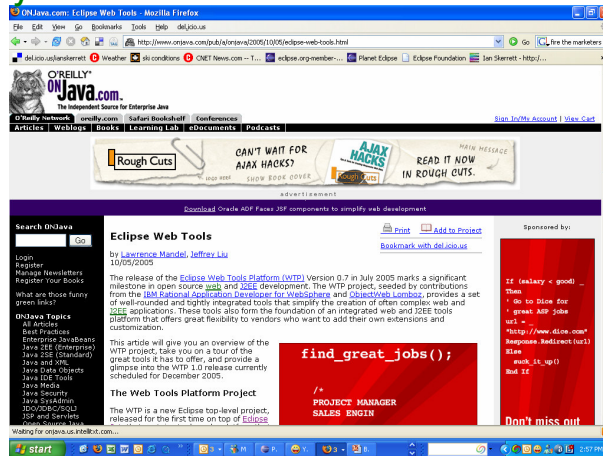 ONJava.com: Eclipse Web Tools - Mozilla Firefox
File Edit View Go Bookmarks Tools Help del.icio.us
http://www.onjava.com/pub/a/onjava/2005/10/05/eclipse-web-tools.html
Go
fire the marketers
del.icio.us/ianskerrett
Weather
ski conditions
CNET News.com -- T...
eclipse.org-member-...
Planet Eclipse
Eclipse Foundation
Ian Skerrett - http:/...
O'REILLY
ONJava.com
The Independent Source for Enterprise Java
O'Reilly Network oreilly.com Safari Bookshelf Conferences
Sign In/My Account | View Cart
Articles Weblogs Books Learning Lab eDocuments Podcasts
Rough Cuts
LOGO HERE
CAN'T WAIT FOR
AJAX HACKS?
SHOW BOOK COVER
AJAX
HACKS
Rough Cuts
MAIN MESSAGE
READ IT NOW
IN ROUGH CUTS.
advertisement
Download Oracle ADF Faces JSF components to simplify web development
Search ONJava
Go
Login
Register
Manage Newsletters
Register Your Books
What are those funny
green links?
ONJava Topics
All Articles
Best Practices
Enterprise JavaBeans
Java 2EE (Enterprise)
Java 2SE (Standard)
Java and XML
Java Data Objects
Java IDE Tools
Java Media
Java Security
Java SysAdmin
JDO/JDBC/SQLJ
JSP and Servlets
Open Source Java
Eclipse Web Tools
Print
Add to Project
Bookmark with del.icio.us
by Lawrence Mandel, Jeffrey Liu
10/05/2005
The release of the Eclipse Web Tools Platform (WTP) Version 0.7 in July 2005 marks a significant
milestone in open source web and J2EE development. The WTP project, seeded by contributions
from the IBM Rational Application Developer for WebSphere and ObjectWeb Lomboz, provides a set
of well-rounded and tightly integrated tools that simplify the creation of often complex web and
J2EE applications. These tools also form the foundation of an integrated web and J2EE tools
platform that offers great flexibility to vendors who want to add their own extensions and
customization.
This article will give you an overview of the
WTP project, take you on a tour of the
great tools it has to offer, and provide a
glimpse into the WTP 1.0 release currently
scheduled for December 2005.
The Web Tools Platform Project
The WTP is a new Eclipse top-level project,
released for the first time on top of Eclipse
find_great_jobs();
/*
PROJECT MANAGER
SALES ENGIN
Sponsored by:
If (salary < good) _
Then
' Go to Dice for
' great ASP jobs
url = _
"http://www.dice.com"
Response.Redirect(url)
Else
suck_it_up()
End If
Don't miss out
Waiting for onjava.us.intellitxt.com...
start
2:57 PM